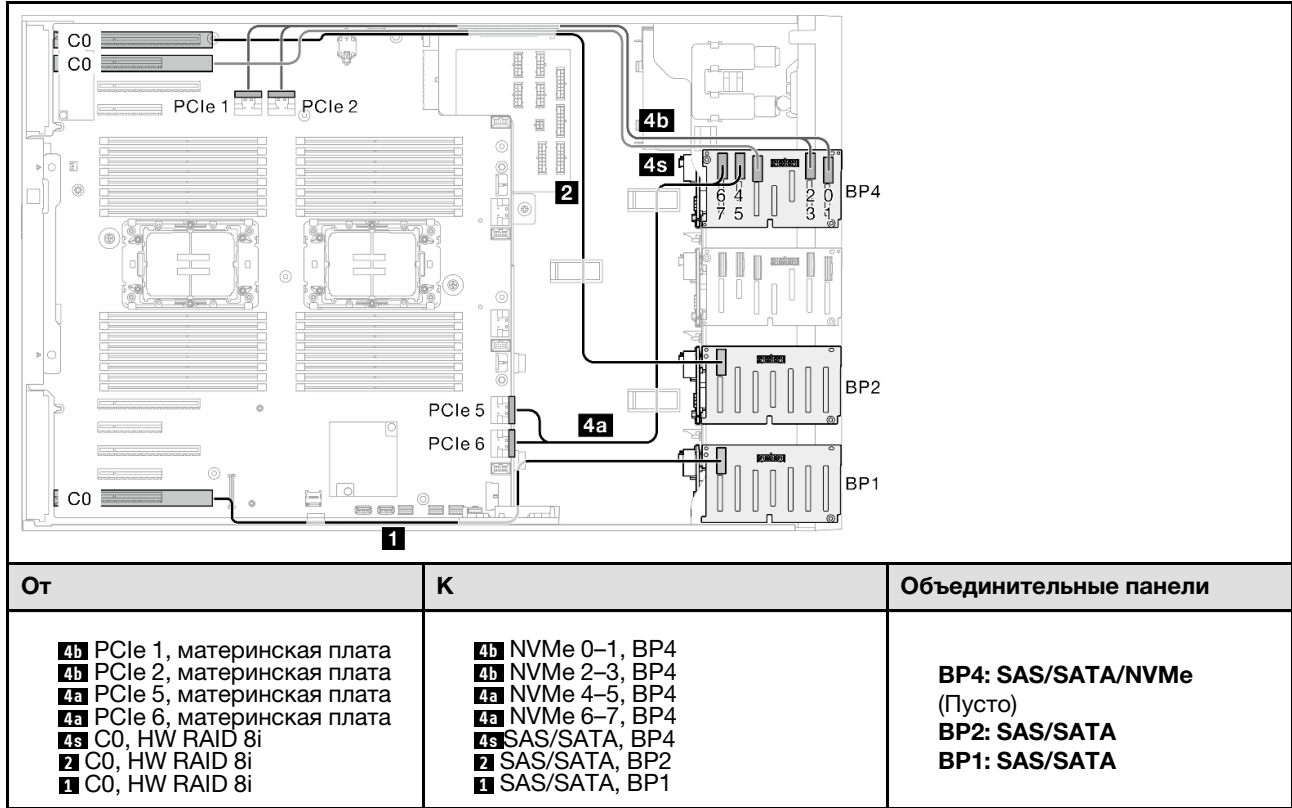 C0
C0
PCIe 1
PCIe 2
4b
4s
2
6 4 2 0
7 5 3 1
BP4
BP2
PCIe 5
4a
PCIe 6
BP1
C0
1
От
К
Объединительные панели
4b PCIe 1, материнская плата
4b PCIe 2, материнская плата
4a PCIe 5, материнская плата
4a PCIe 6, материнская плата
4s C0, HW RAID 8i
2 C0, HW RAID 8i
1 C0, HW RAID 8i
4b NVMe 0–1, BP4
4b NVMe 2–3, BP4
4a NVMe 4–5, BP4
4a NVMe 6–7, BP4
4s SAS/SATA, BP4
2 SAS/SATA, BP2
1 SAS/SATA, BP1
BP4: SAS/SATA/NVMe
(Пусто)
BP2: SAS/SATA
BP1: SAS/SATA